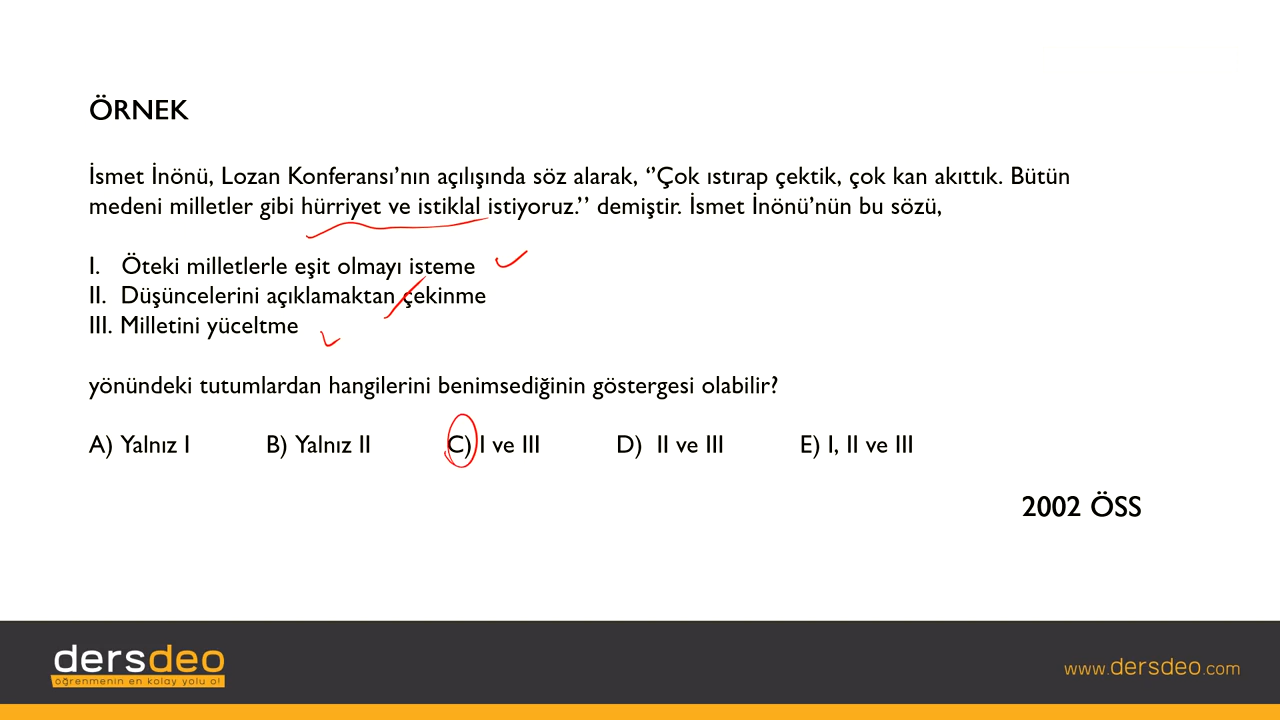 ÖRNEK
İsmet İnönü, Lozan Konferansı’nın açılışında söz alarak, ‘’Çok ıstırap çektik, çok kan akıttık. Bütün
medeni milletler gibi hürriyet ve istiklal istiyoruz.’’ demiştir. İsmet İnönü’nün bu sözü,
I. Öteki milletlerle eşit olmayı isteme
II. Düşüncelerini açıklamaktan çekinme
III. Milletini yüceltme
yönündeki tutumlardan hangilerini benimsediğinin göstergesi olabilir?
A) Yalnız I B) Yalnız II C) I ve III D) II ve III E) I, II ve III
2002 ÖSS
dersdeo
öğrenmenin en kolay yolu o!
www.dersdeo.com